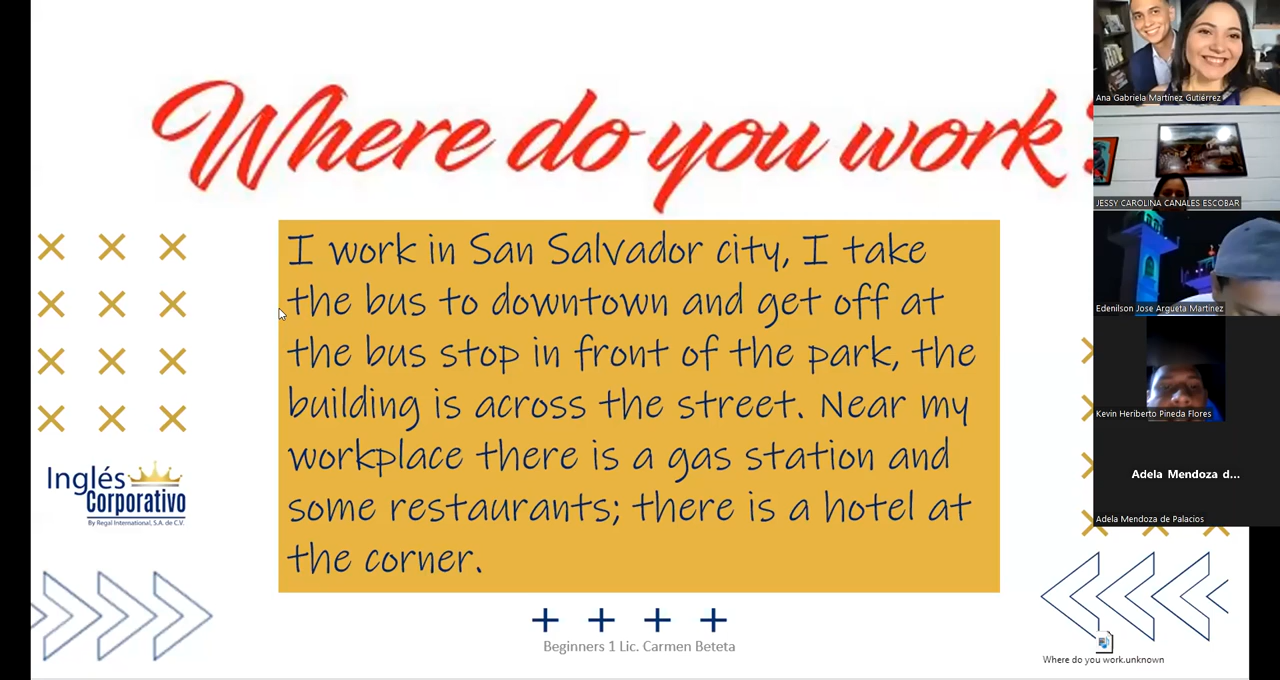 Where do you work ?
I work in San Salvador city, I take
the bus to downtown and get off at
the bus stop in front of the park, the
building is across the street. Near my
workplace there is a gas station and
some restaurants; there is a hotel at
the corner.
Inglés
Corporativo
By Regal International, S.A. de C.V.
Beginners 1 Lic. Carmen Beteta
Where do you work.unknown
Ana Gabriela Martinez Gutiérrez
JESSY CAROLINA CANALES ESCOBAR
Edenilson Jose Argueta Martinez
Kevin Heriberto Pineda Flores
Adela Mendoza d...
Adela Mendoza de Palacios